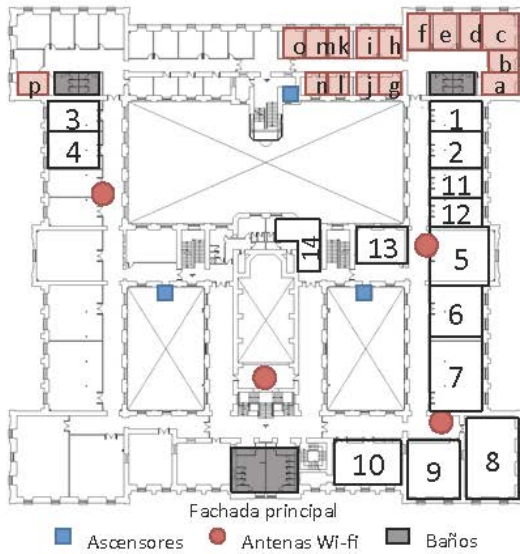 f e d c
o m k i h
b
p n l j g a
3 1
4 2
11
12
14 13 5
6
7
10 9 8
Fachada principal
Ascensores Antenas Wi-fi Baños